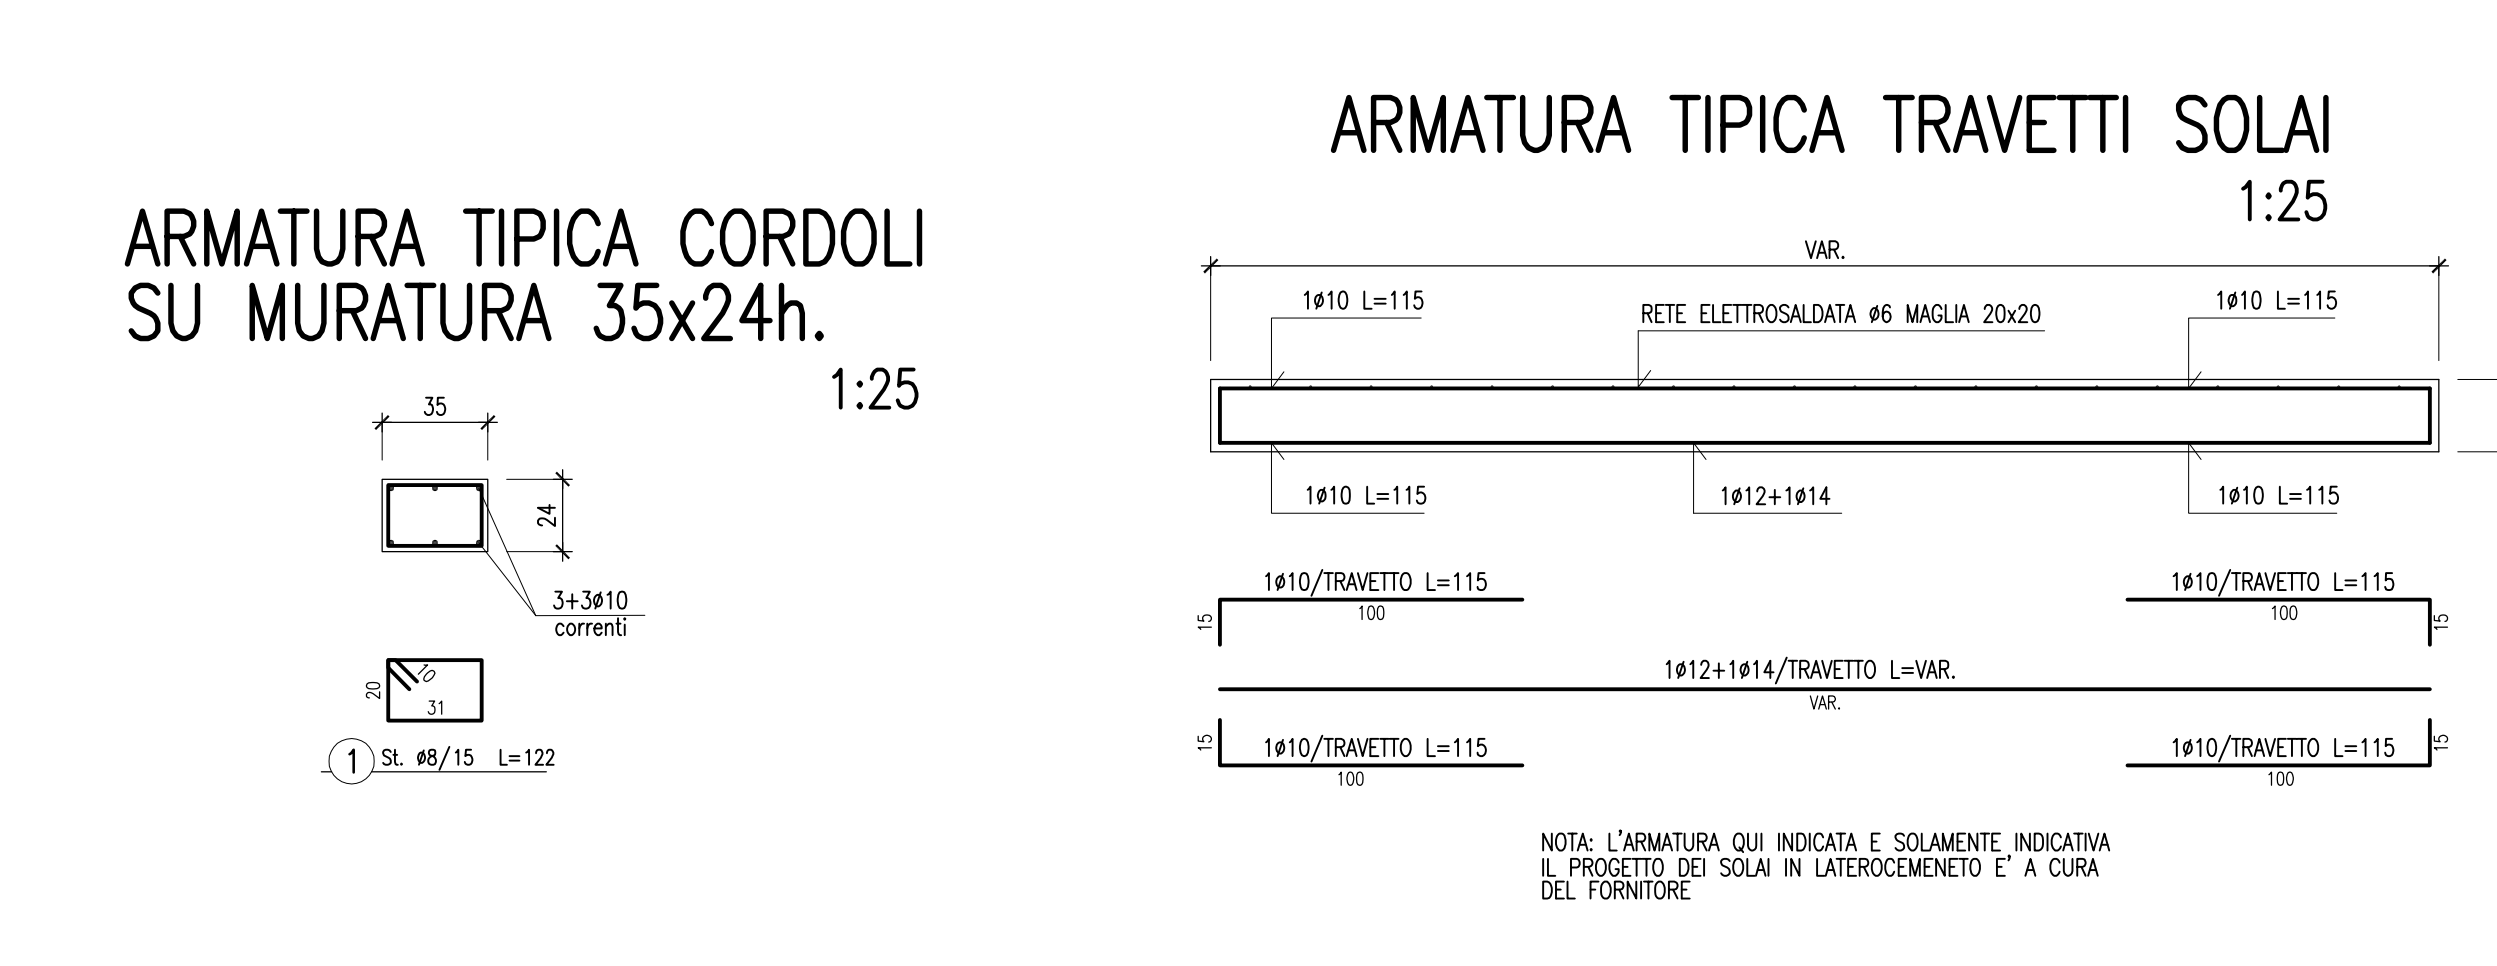 ARMATURA TIPICA CORDOLI
SU MURATURA 35x24h.
1:25
35
24
3+3ø10
correnti
10
20
31
1 St. ø8/15 L=122
ARMATURA TIPICA TRAVETTI SOLAI
1:25
VAR.
1ø10 L=115
RETE ELETTROSALDATA ø6 MAGLIA 20x20
1ø10 L=115
1ø10 L=115
1ø12+1ø14
1ø10 L=115
1ø10/TRAVETTO L=115
100
15
1ø10/TRAVETTO L=115
100
15
1ø12+1ø14/TRAVETTO L=VAR.
VAR.
15
1ø10/TRAVETTO L=115
100
1ø10/TRAVETTO L=115
100
15
NOTA: L'ARMATURA QUI INDICATA E SOLAMENTE INDICATIVA
IL PROGETTO DEI SOLAI IN LATEROCEMENETO E' A CURA
DEL FORNITORE